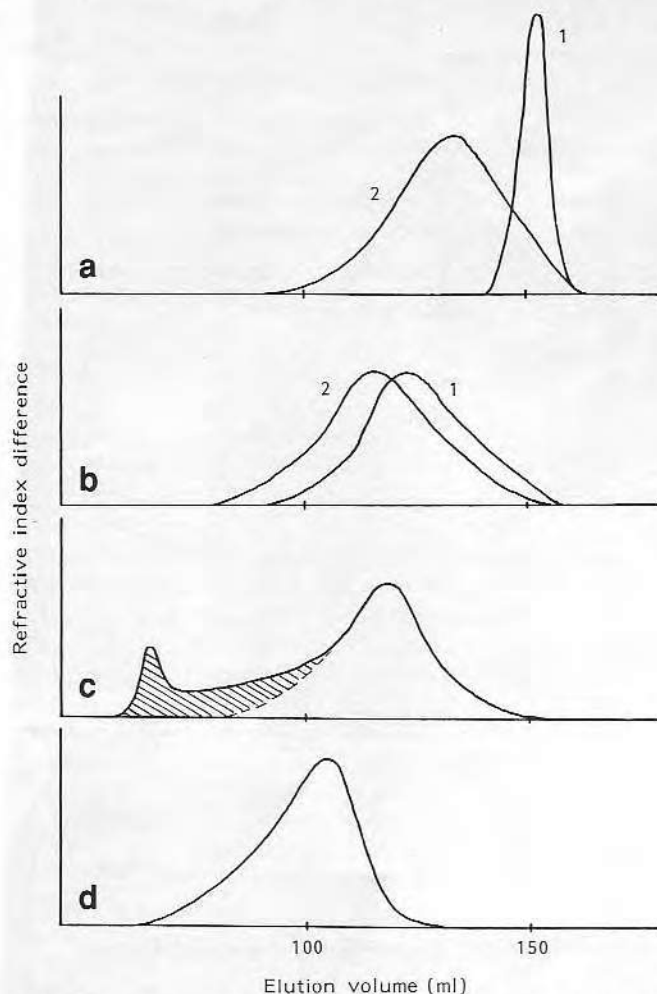 1
2
a
2
1
b
c
d
100
150
Refractive index difference
Elution volume (ml)